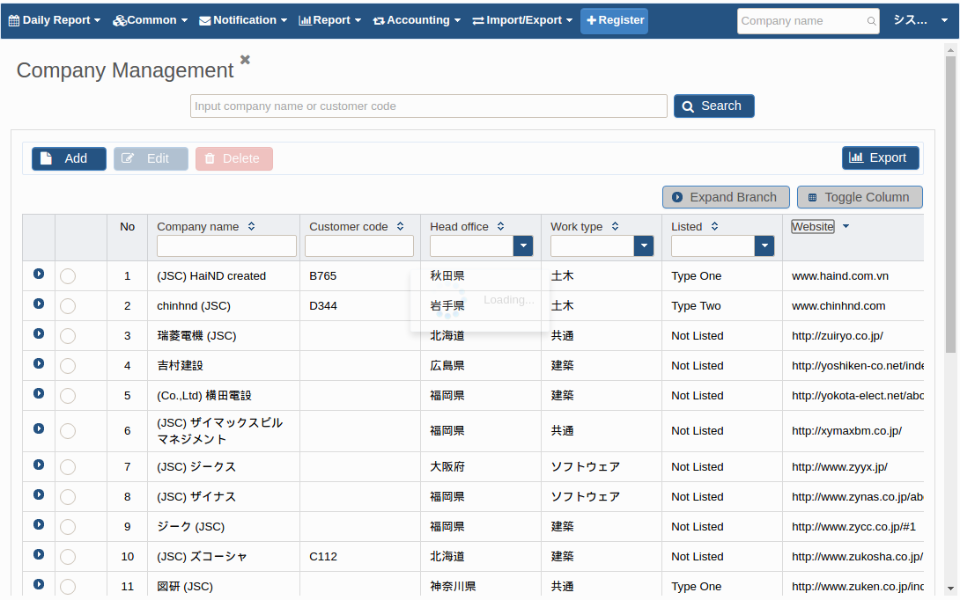 Daily Report Common Notification Report Accounting Import/Export Register Company name シス...
Company Management
Input company name or customer code Search
Add Edit Delete Export
Expand Branch Toggle Column
No Company name Customer code Head office Work type Listed Website
1 (JSC) HaiND created B765 秋田県 土木 Type One www.haind.com.vn
Loading...
2 chinhnd (JSC) D344 岩手県 土木 Type Two www.chinhnd.com
3 瑞菱電機 (JSC) 北海道 共通 Not Listed http://zuiryo.co.jp/
4 吉村建設 広島県 建築 Not Listed http://yoshiken-co.net/inde
5 (Co.,Ltd) 横田電設 福岡県 建築 Not Listed http://yokota-elect.net/abc
6 (JSC) ザイマックスビル
マネジメント 福岡県 共通 Not Listed http://xymaxbm.co.jp/
7 (JSC) ジークス 大阪府 ソフトウェア Not Listed http://www.zyyx.jp/
8 (JSC) ザイナス 福岡県 ソフトウェア Not Listed http://www.zynas.co.jp/ab
9 ジーク (JSC) 福岡県 建築 Not Listed http://www.zycc.co.jp/#1
10 (JSC) ズコーシャ C112 北海道 建築 Not Listed http://www.zukosha.co.jp/
11 図研 (JSC) 神奈川県 共通 Type One http://www.zuken.co.jp/inc